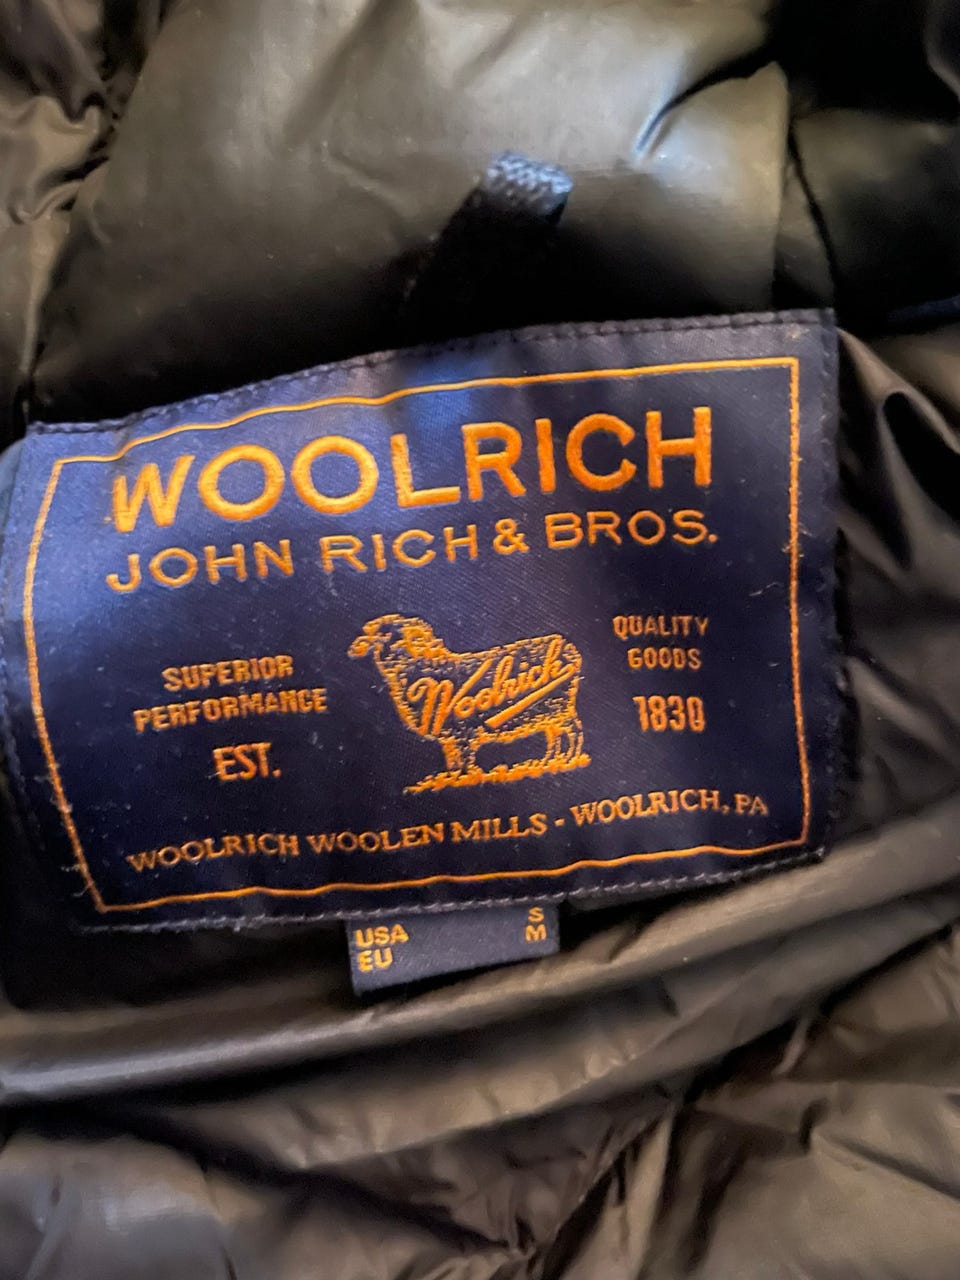 WOOLRICH
JOHN RICH & BROS.
SUPERIOR
PERFORMANCE
EST.
Woolrich
QUALITY
GOODS
1830
WOOLRICH WOOLEN MILLS - WOOLRICH, PA
USA S
EU M